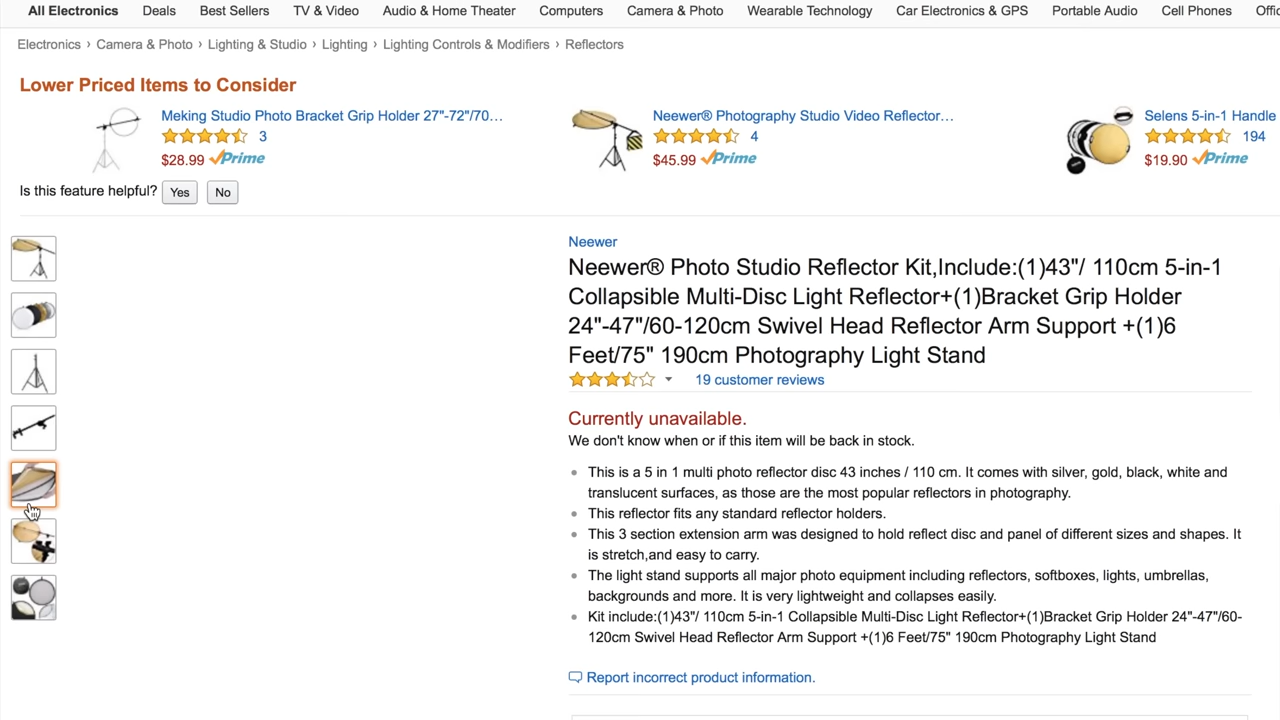 All Electronics Deals Best Sellers TV & Video Audio & Home Theater Computers Camera & Photo Wearable Technology Car Electronics & GPS Portable Audio Cell Phones Offi
Electronics › Camera & Photo › Lighting & Studio › Lighting › Lighting Controls & Modifiers › Reflectors
Lower Priced Items to Consider
Meking Studio Photo Bracket Grip Holder 27"-72"/70…
3
$28.99 Prime
Neewer® Photography Studio Video Reflector…
4
$45.99 Prime
Selens 5-in-1 Handle
194
$19.90 Prime
Is this feature helpful? Yes No
Neewer
Neewer® Photo Studio Reflector Kit,Include:(1)43"/ 110cm 5-in-1
Collapsible Multi-Disc Light Reflector+(1)Bracket Grip Holder
24"-47"/60-120cm Swivel Head Reflector Arm Support +(1)6
Feet/75" 190cm Photography Light Stand
19 customer reviews
Currently unavailable.
We don't know when or if this item will be back in stock.
This is a 5 in 1 multi photo reflector disc 43 inches / 110 cm. It comes with silver, gold, black, white and
translucent surfaces, as those are the most popular reflectors in photography.
This reflector fits any standard reflector holders.
This 3 section extension arm was designed to hold reflect disc and panel of different sizes and shapes. It
is stretch,and easy to carry.
The light stand supports all major photo equipment including reflectors, softboxes, lights, umbrellas,
backgrounds and more. It is very lightweight and collapses easily.
Kit include:(1)43"/ 110cm 5-in-1 Collapsible Multi-Disc Light Reflector+(1)Bracket Grip Holder 24"-47"/60-
120cm Swivel Head Reflector Arm Support +(1)6 Feet/75" 190cm Photography Light Stand
Report incorrect product information.